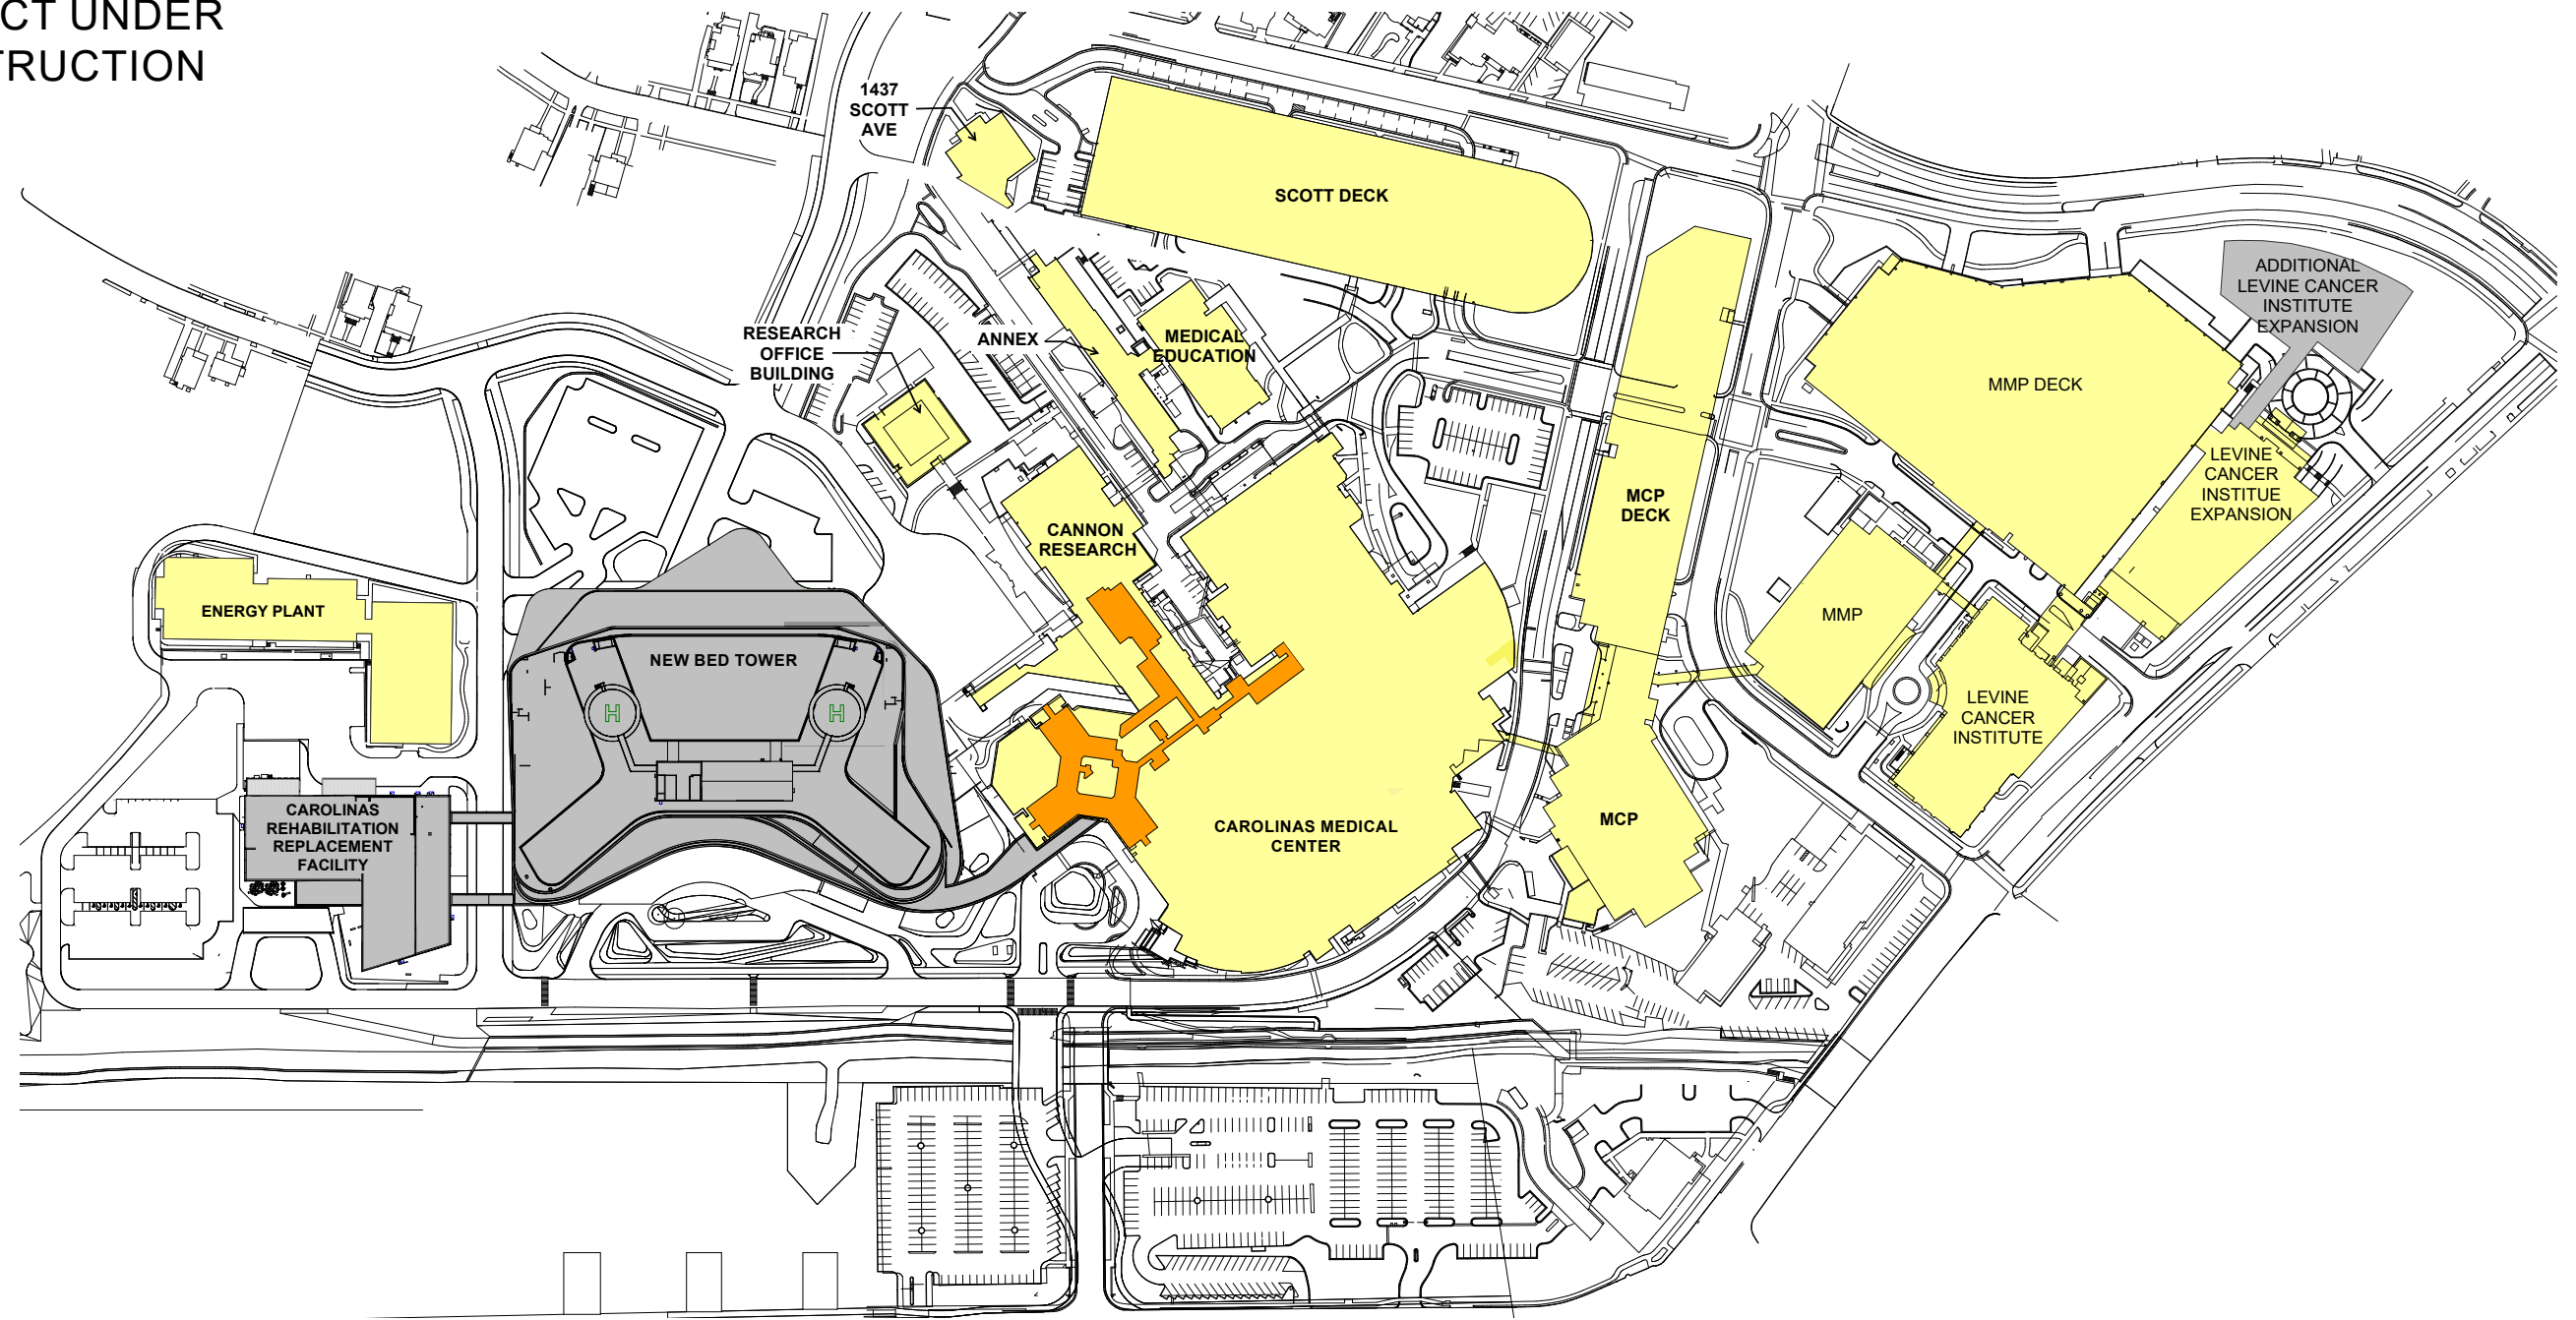 CT UNDER
TRUCTION
1437
SCOTT
AVE
SCOTT DECK
ADDITIONAL
LEVINE CANCER
INSTITUTE
EXPANSION
RESEARCH
OFFICE
BUILDING
ANNEX
MEDICAL
EDUCATION
MMP DECK
LEVINE
CANCER
INSTITUE
EXPANSION
MCP
DECK
CANNON
RESEARCH
ENERGY PLANT
MMP
NEW BED TOWER
H
H
LEVINE
CANCER
INSTITUTE
CAROLINAS
REHABILITATION
REPLACEMENT
FACILITY
CAROLINAS MEDICAL
CENTER
MCP